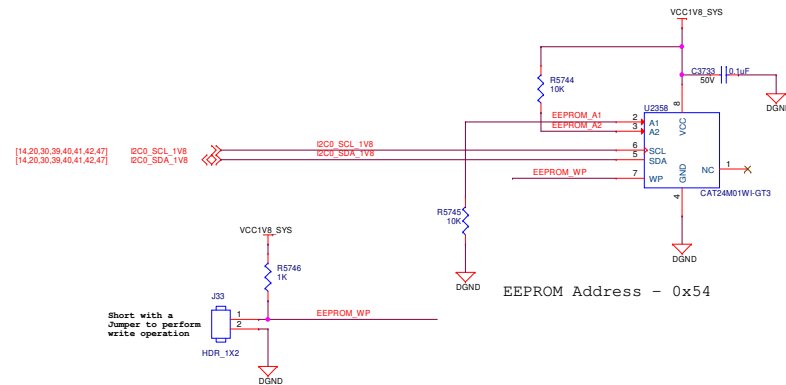 VCC1V8_SYS
C3733
0.1uF
50V
DGND
R5744
10K
U2358
EEPROM_A1
2
A1
EEPROM_A2
3
A2
8
VCC
[14,20,30,39,40,41,42,47]
I2C0_SCL_1V8
I2C0_SCL_1V8
6
SCL
[14,20,30,39,40,41,42,47]
I2C0_SDA_1V8
I2C0_SDA_1V8
5
SDA
EEPROM_WP
7
WP
GND
4
NC
1
CAT24M01WI-GT3
R5745
10K
DGND
DGND
EEPROM Address - 0x54
VCC1V8_SYS
R5746
1K
J33
Short with a
Jumper to perform
write operation
1
2
EEPROM_WP
HDR_1X2
DGND